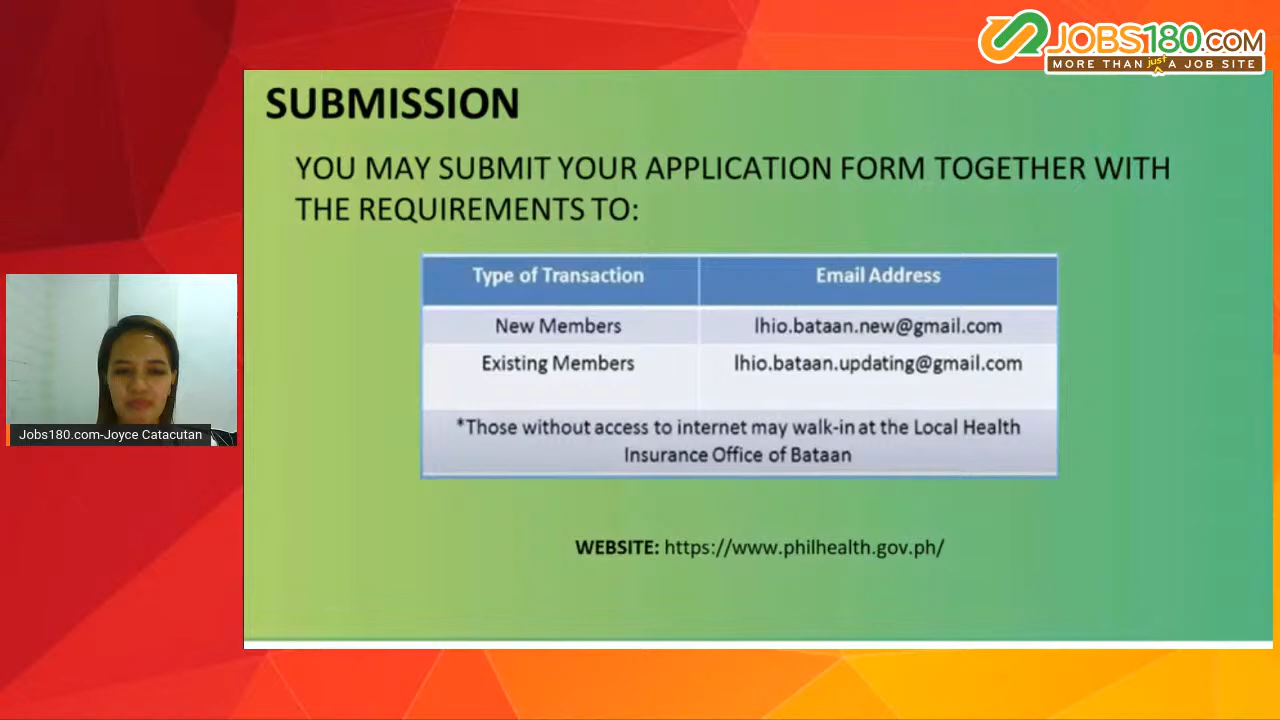 JOBS180.COM
MORE THAN just A JOB SITE
SUBMISSION
YOU MAY SUBMIT YOUR APPLICATION FORM TOGETHER WITH
THE REQUIREMENTS TO:
Type of Transaction Email Address
New Members lhio.bataan.new@gmail.com
Existing Members lhio.bataan.updating@gmail.com
*Those without access to internet may walk-in at the Local Health
Insurance Office of Bataan
WEBSITE: https://www.philhealth.gov.ph/
Jobs180.com-Joyce Catacutan